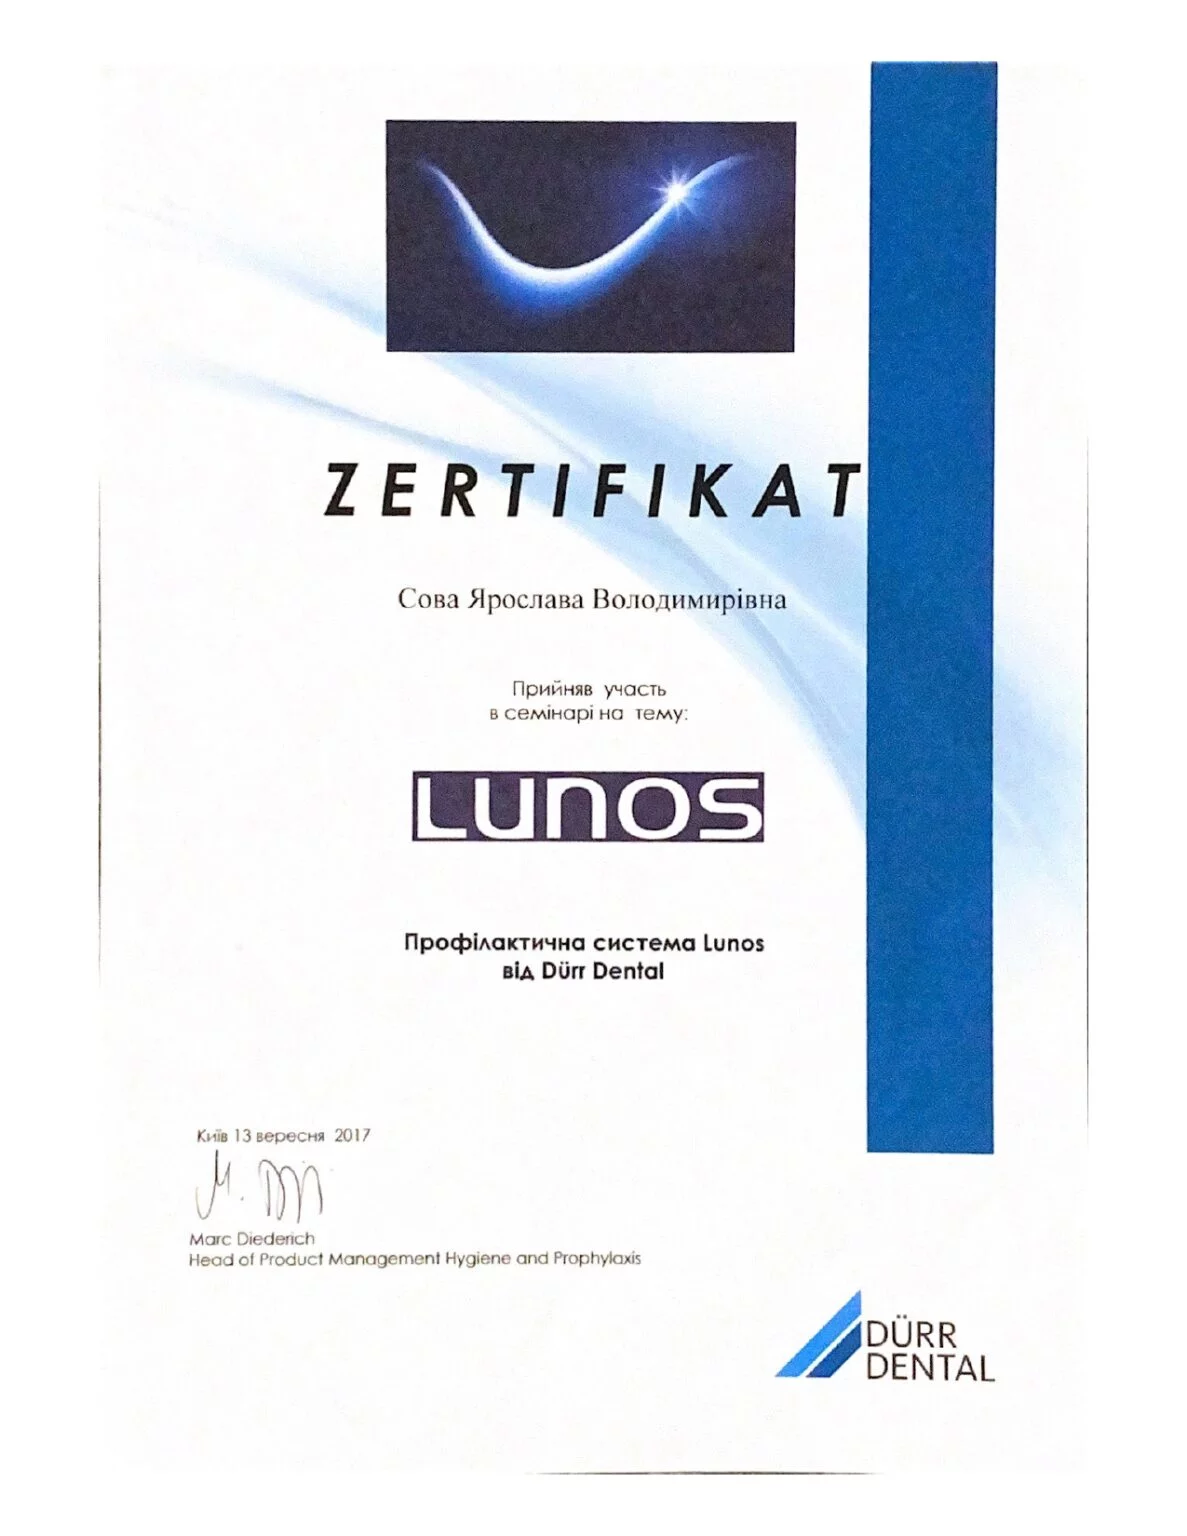 ZERTIFIKAT
Сова Ярослава Володимирівна
Прийняв участь
в семінарі на тему:
LUNOS
Профілактична система Lunos
від Dürr Dental
Київ 13 вересня 2017
Marc Diederich
Head of Product Management Hygiene and Prophylaxis
DÜRR
DENTAL